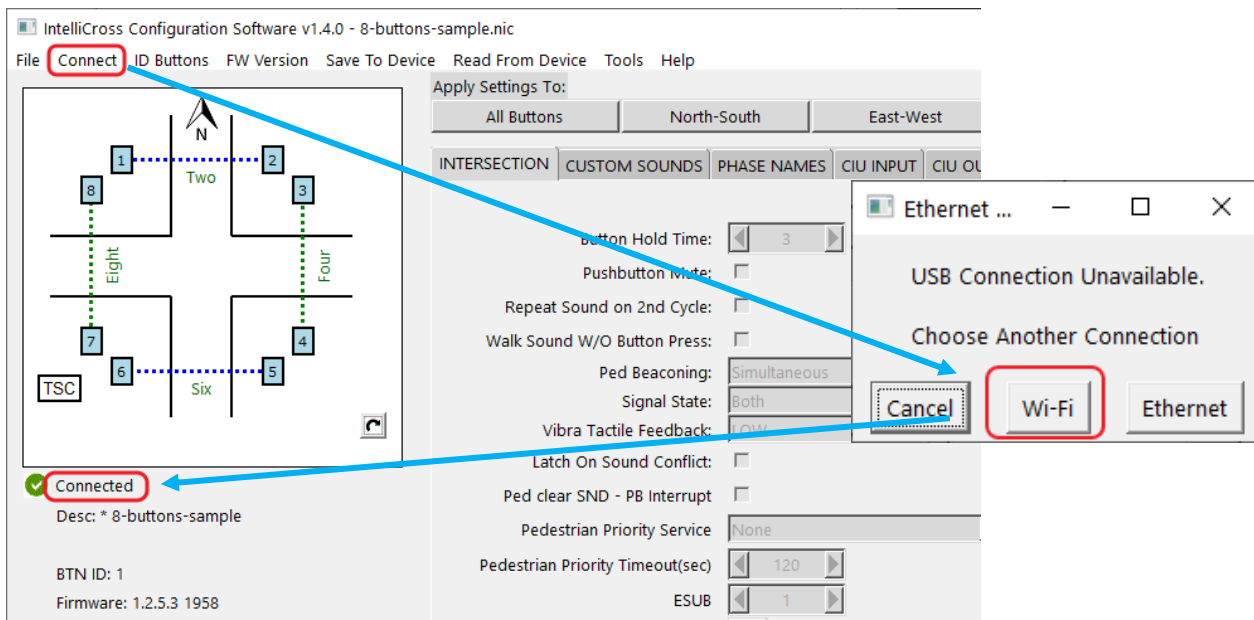 IntelliCross Configuration Software v1.4.0 - 8-buttons-sample.nic
File Connect ID Buttons FW Version Save To Device Read From Device Tools Help
Apply Settings To:
All Buttons North-South East-West
INTERSECTION CUSTOM SOUNDS PHASE NAMES CIU INPUT CIU OU
N
1 2
Two
8 3
Eight Four
7 4
6 5
Six
TSC
Connected
Desc: * 8-buttons-sample
BTN ID: 1
Firmware: 1.2.5.3 1958
Button Hold Time: 3
Pushbutton Mute:
Repeat Sound on 2nd Cycle:
Walk Sound W/O Button Press:
Ped Beaconing: Simultaneous
Signal State: Both
Vibra Tactile Feedback: LOW
Latch On Sound Conflict:
Ped clear SND - PB Interrupt
Pedestrian Priority Service None
Pedestrian Priority Timeout(sec) 120
ESUB 1
Ethernet ...
USB Connection Unavailable.
Choose Another Connection
Cancel Wi-Fi Ethernet